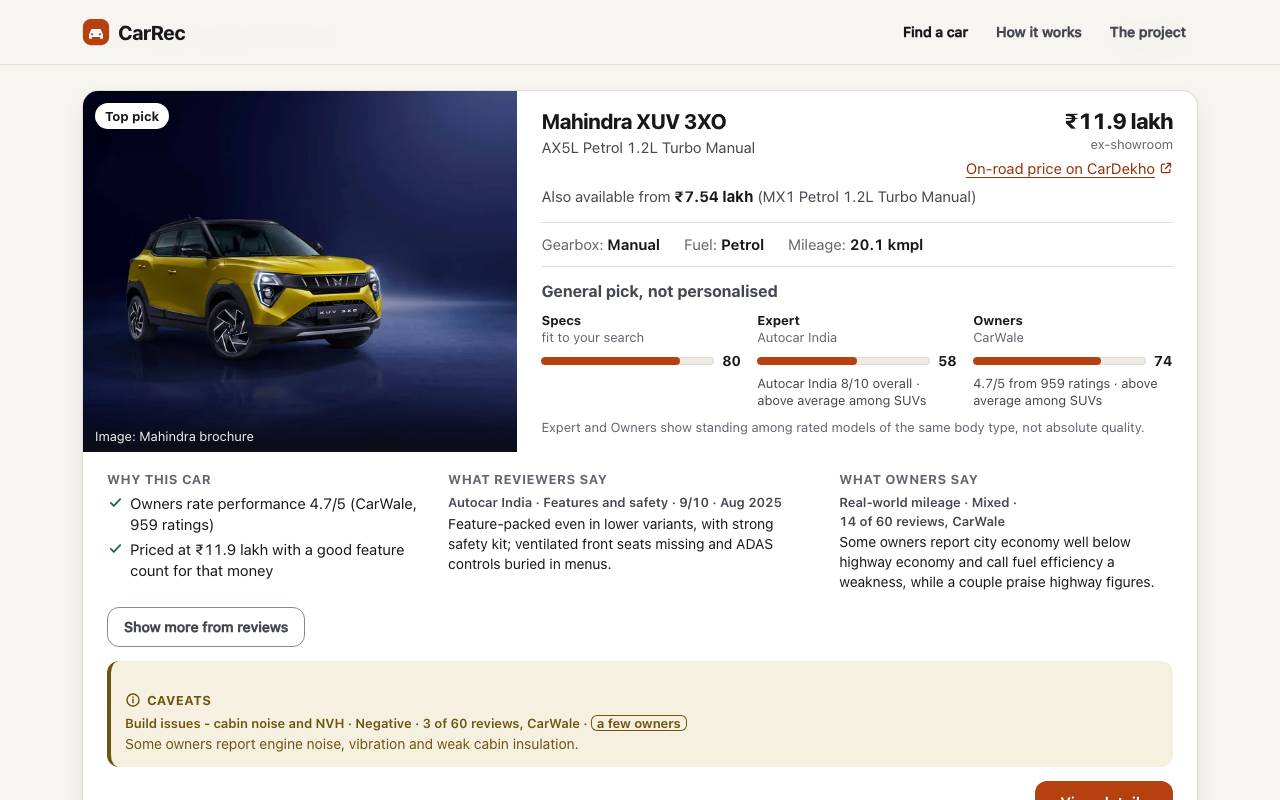 CarRec
Find a car
How it works
The project
Top pick
XUV 3XO
Image: Mahindra brochure
Mahindra XUV 3XO
AX5L Petrol 1.2L Turbo Manual
₹11.9 lakh
ex-showroom
On-road price on CarDekho
Also available from ₹7.54 lakh (MX1 Petrol 1.2L Turbo Manual)
Gearbox: Manual
Fuel: Petrol
Mileage: 20.1 kmpl
General pick, not personalised
Specs
fit to your search
80
Expert
Autocar India
58
Autocar India 8/10 overall ·
above average among SUVs
Owners
CarWale
74
4.7/5 from 959 ratings · above
average among SUVs
Expert and Owners show standing among rated models of the same body type, not absolute quality.
WHY THIS CAR
Owners rate performance 4.7/5 (CarWale,
959 ratings)
Priced at ₹11.9 lakh with a good feature
count for that money
WHAT REVIEWERS SAY
Autocar India · Features and safety · 9/10 · Aug 2025
Feature-packed even in lower variants, with strong
safety kit; ventilated front seats missing and ADAS
controls buried in menus.
WHAT OWNERS SAY
Real-world mileage · Mixed ·
14 of 60 reviews, CarWale
Some owners report city economy well below
highway economy and call fuel efficiency a
weakness, while a couple praise highway figures.
Show more from reviews
CAVEATS
Build issues - cabin noise and NVH · Negative · 3 of 60 reviews, CarWale · a few owners
Some owners report engine noise, vibration and weak cabin insulation.